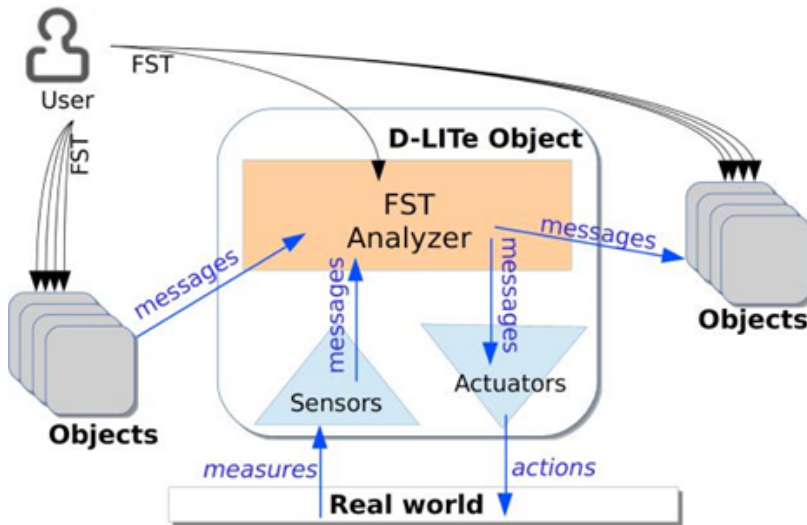 FST
User
FST
D-LITe Object
FST
Analyzer
messages
messages
messages
messages
Objects
Sensors
Actuators
Objects
measures
actions
Real world